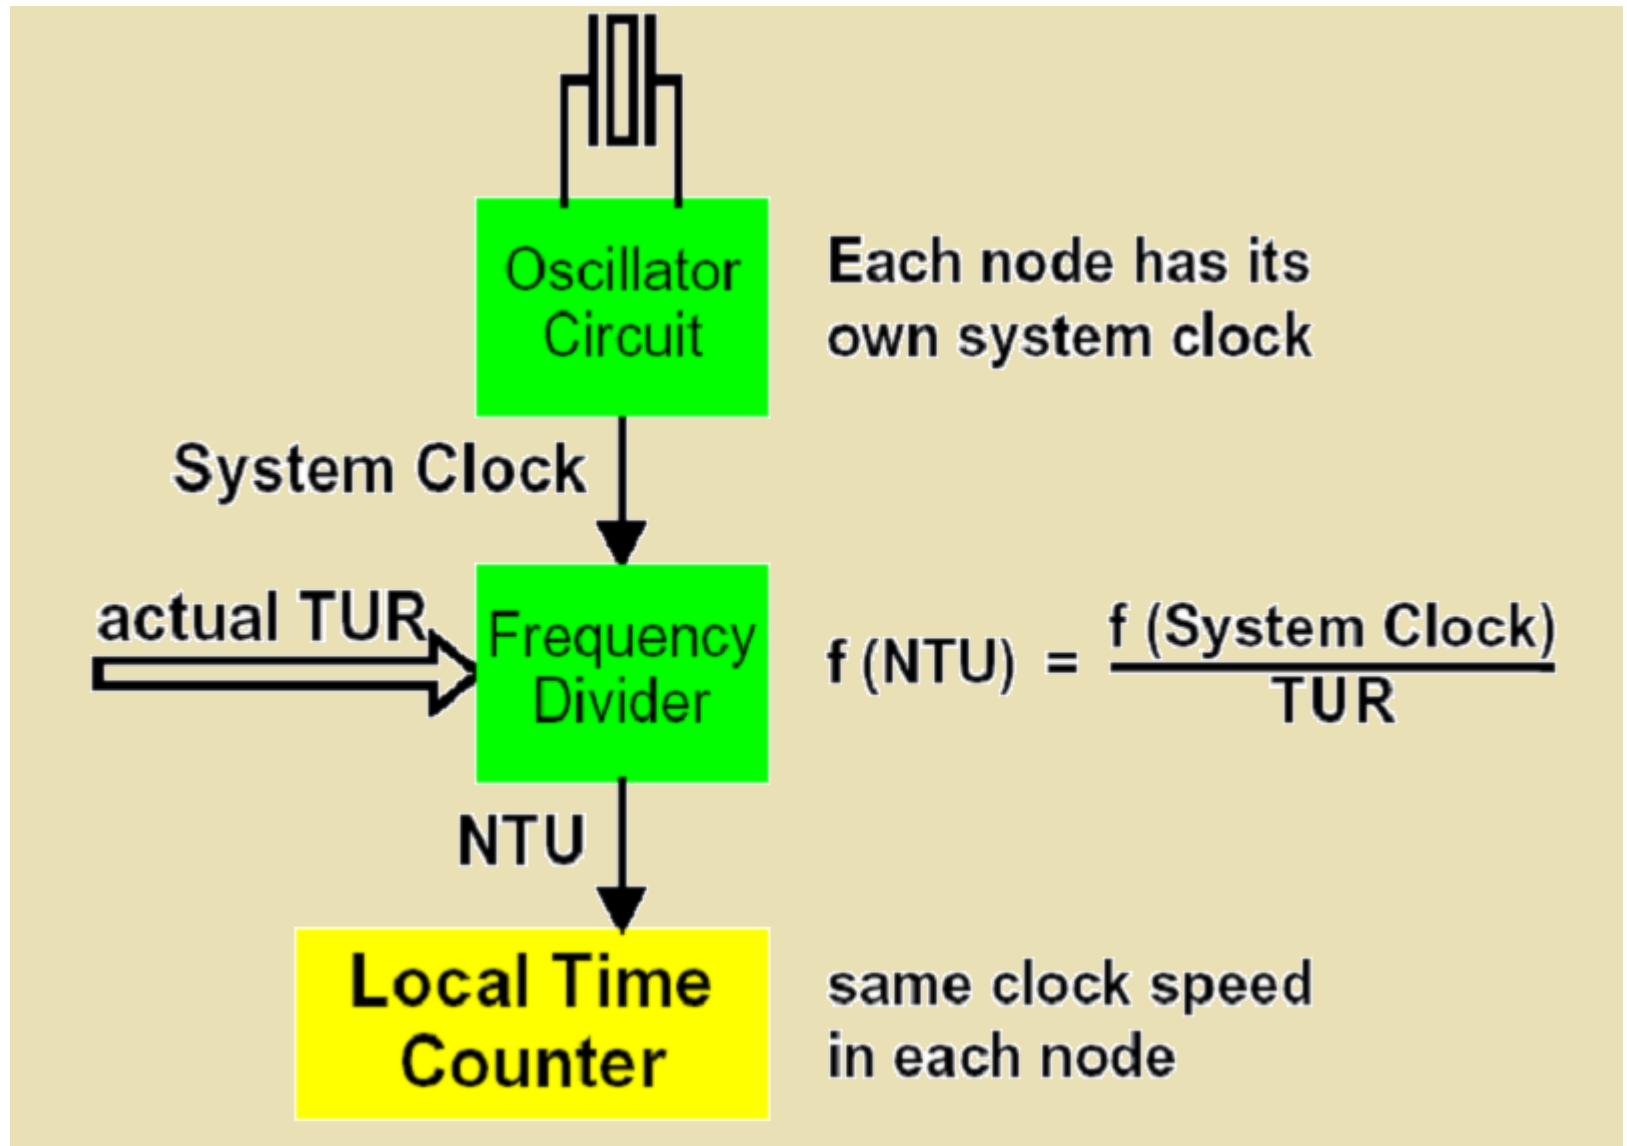 Oscillator
Circuit
Each node has its
own system clock
System Clock
actual TUR
Frequency
Divider
f (NTU) = f (System Clock)
TUR
NTU
Local Time
Counter
same clock speed
in each node